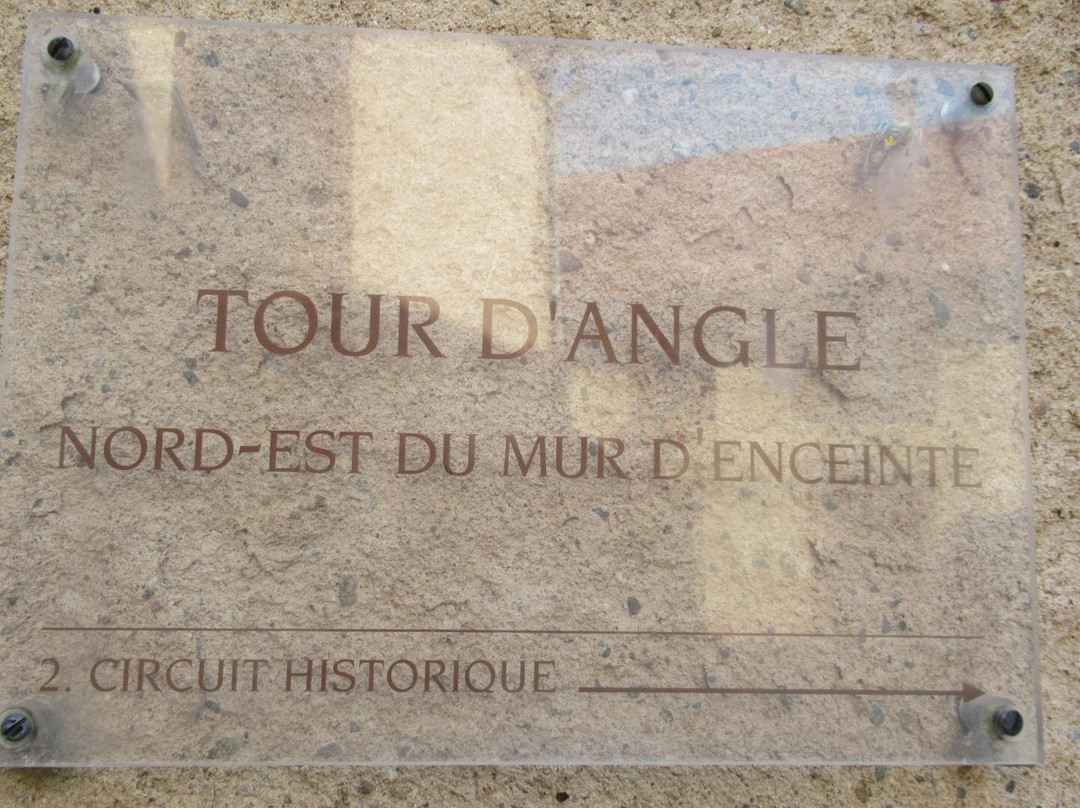 TOUR D'ANGLE
NORD-EST DU MUR D'ENCEINTE
2. CIRCUIT HISTORIQUE